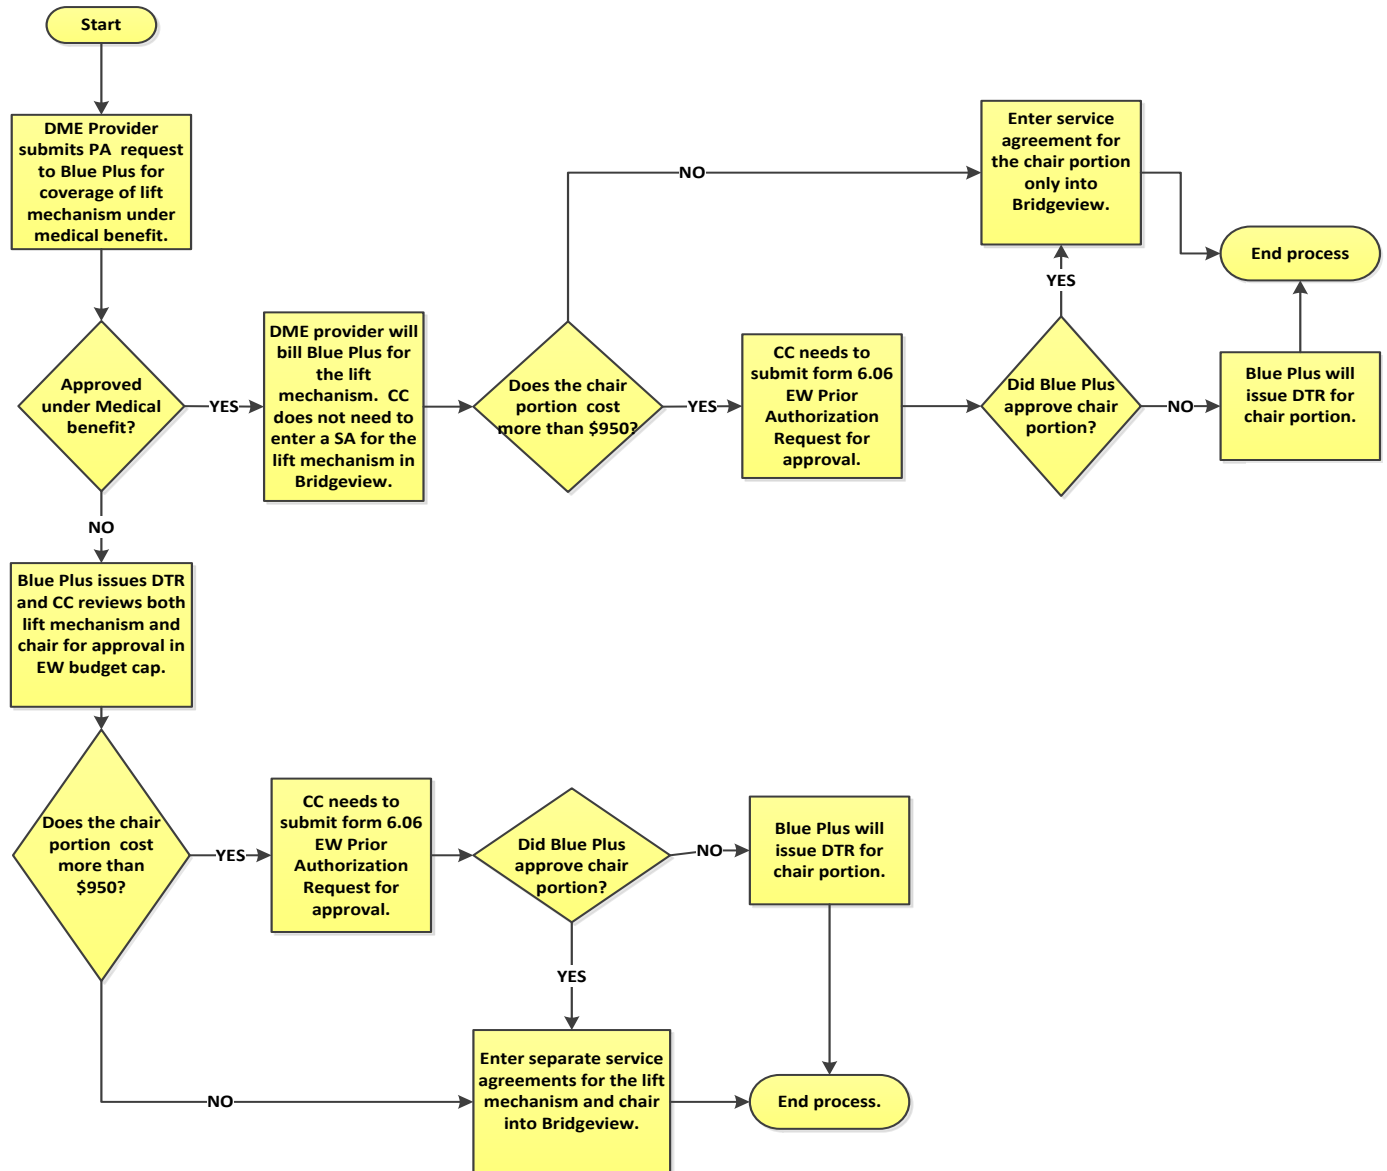 Start
DME Provider
submits PA request
to Blue Plus for
coverage of lift
mechanism under
medical benefit.
Approved
under Medical
benefit?
YES
DME provider will
bill Blue Plus for
the lift
mechanism. CC
does not need to
enter a SA for the
lift mechanism in
Bridgeview.
Does the chair
portion cost
more than $950?
NO
YES
CC needs to
submit form 6.06
EW Prior
Authorization
Request for
approval.
Did Blue Plus
approve chair
portion?
YES
Enter service
agreement for
the chair portion
only into
Bridgeview.
NO
Blue Plus will
issue DTR for
chair portion.
End process
NO
Blue Plus issues DTR
and CC reviews both
lift mechanism and
chair for approval in
EW budget cap.
Does the chair
portion cost
more than
$950?
YES
CC needs to
submit form 6.06
EW Prior
Authorization
Request for
approval.
Did Blue Plus
approve chair
portion?
NO
Blue Plus will
issue DTR for
chair portion.
YES
NO
Enter separate service
agreements for the lift
mechanism and chair
into Bridgeview.
End process.